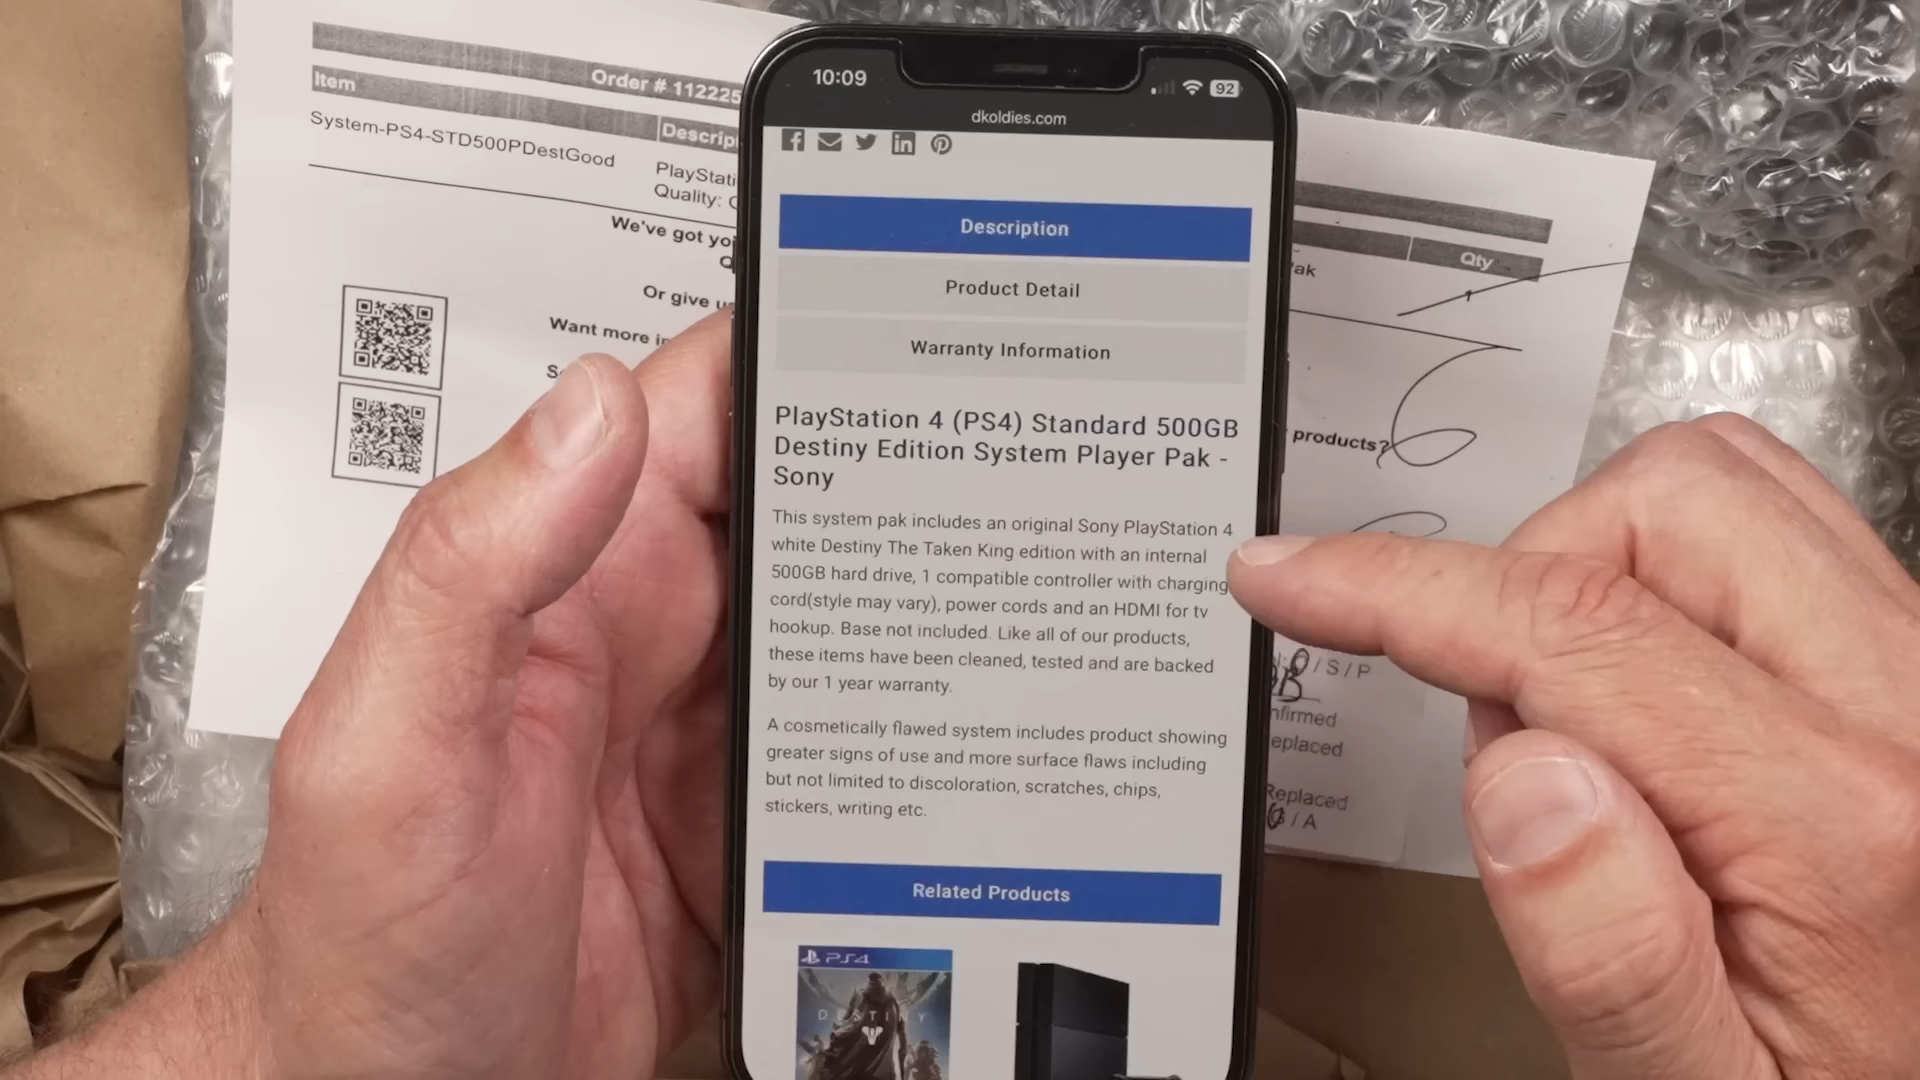 Order # 112225
Item
Descrip
System-PS4-STD500PDestGood
PlayStati
Quality:
We've got yo
Or give u
Want more in
10:09
92
dkoldies.com
Description
Product Detail
Warranty Information
PlayStation 4 (PS4) Standard 500GB
Destiny Edition System Player Pak -
Sony
This system pak includes an original Sony PlayStation 4
white Destiny The Taken King edition with an internal
500GB hard drive, 1 compatible controller with charging
cord(style may vary), power cords and an HDMI for tv
hookup. Base not included. Like all of our products,
these items have been cleaned, tested and are backed
by our 1 year warranty.
A cosmetically flawed system includes product showing
greater signs of use and more surface flaws including
but not limited to discoloration, scratches, chips,
stickers, writing etc.
Related Products
PS4
DESTINY
Qty
ak
1
products?
/ S / P
nfirmed
eplaced
Replaced
/ A